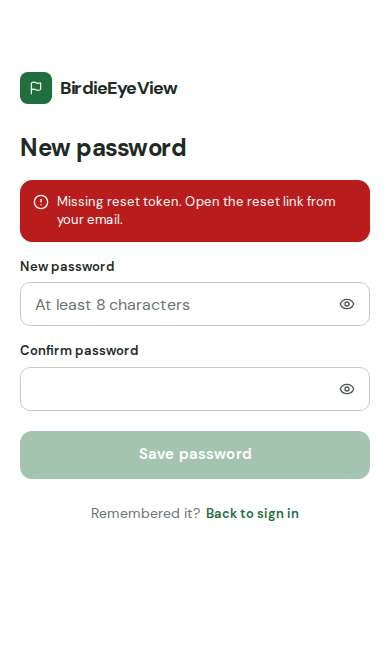 BirdieEyeView
New password
Missing reset token. Open the reset link from
your email.
New password
At least 8 characters
Confirm password
Save password
Remembered it? Back to sign in